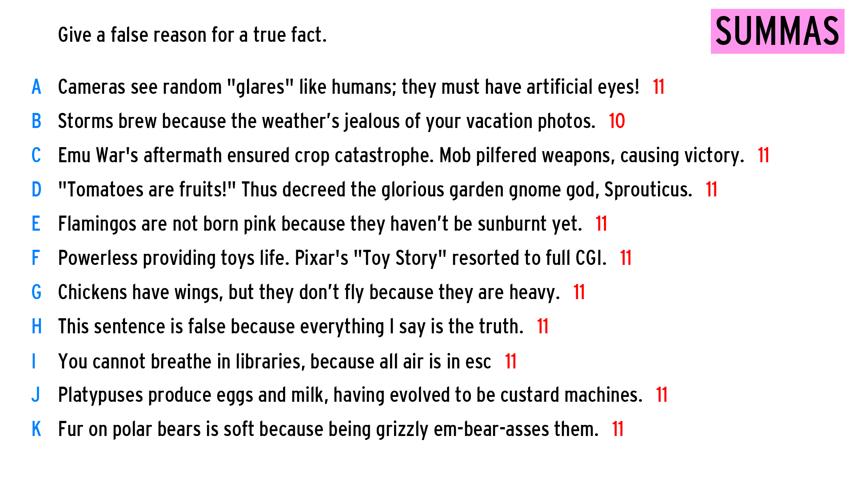 Give a false reason for a true fact.
SUMMAS
A Cameras see random "glares" like humans; they must have artificial eyes! 11
B Storms brew because the weather's jealous of your vacation photos. 10
C Emu War's aftermath ensured crop catastrophe. Mob pilfered weapons, causing victory. 11
D "Tomatoes are fruits!" Thus decreed the glorious garden gnome god, Sprouticus. 11
E Flamingos are not born pink because they haven't be sunburnt yet. 11
F Powerless providing toys life. Pixar's "Toy Story" resorted to full CGI. 11
G Chickens have wings, but they don't fly because they are heavy. 11
H This sentence is false because everything I say is the truth. 11
I You cannot breathe in libraries, because all air is in esc 11
J Platypuses produce eggs and milk, having evolved to be custard machines. 11
K Fur on polar bears is soft because being grizzly em-bear-asses them. 11